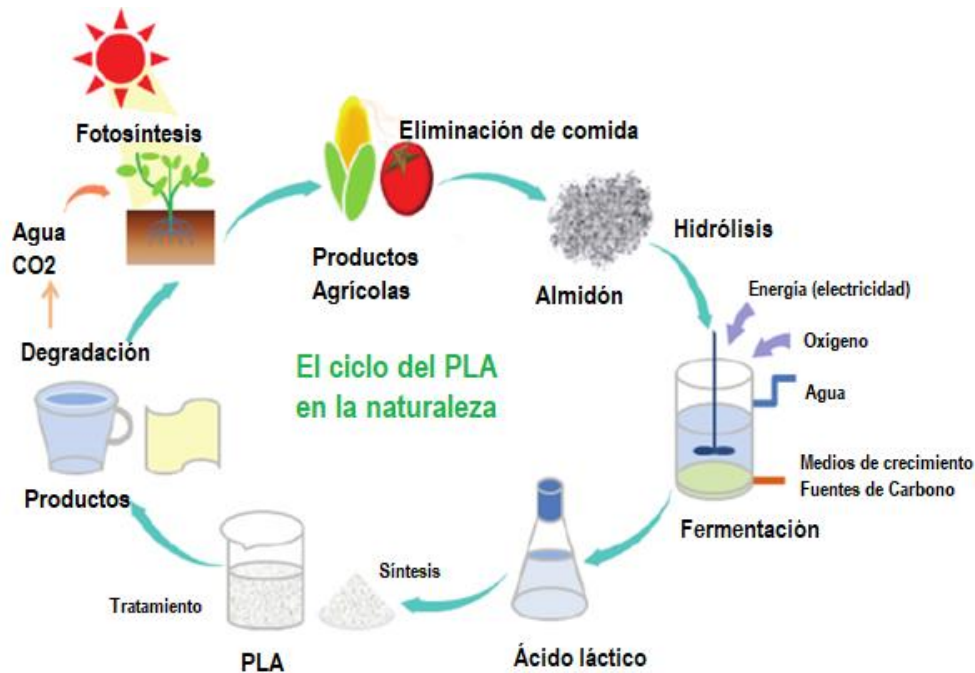 Fotosíntesis
Eliminación de comida
Agua
CO2
Productos
Agrícolas
Almidón
Hidrólisis
Energía (electricidad)
Oxígeno
Agua
Medios de crecimiento
Fuentes de Carbono
Fermentaciòn
Degradación
El ciclo del PLA
en la naturaleza
Productos
Tratamiento
PLA
Síntesis
Ácido láctico